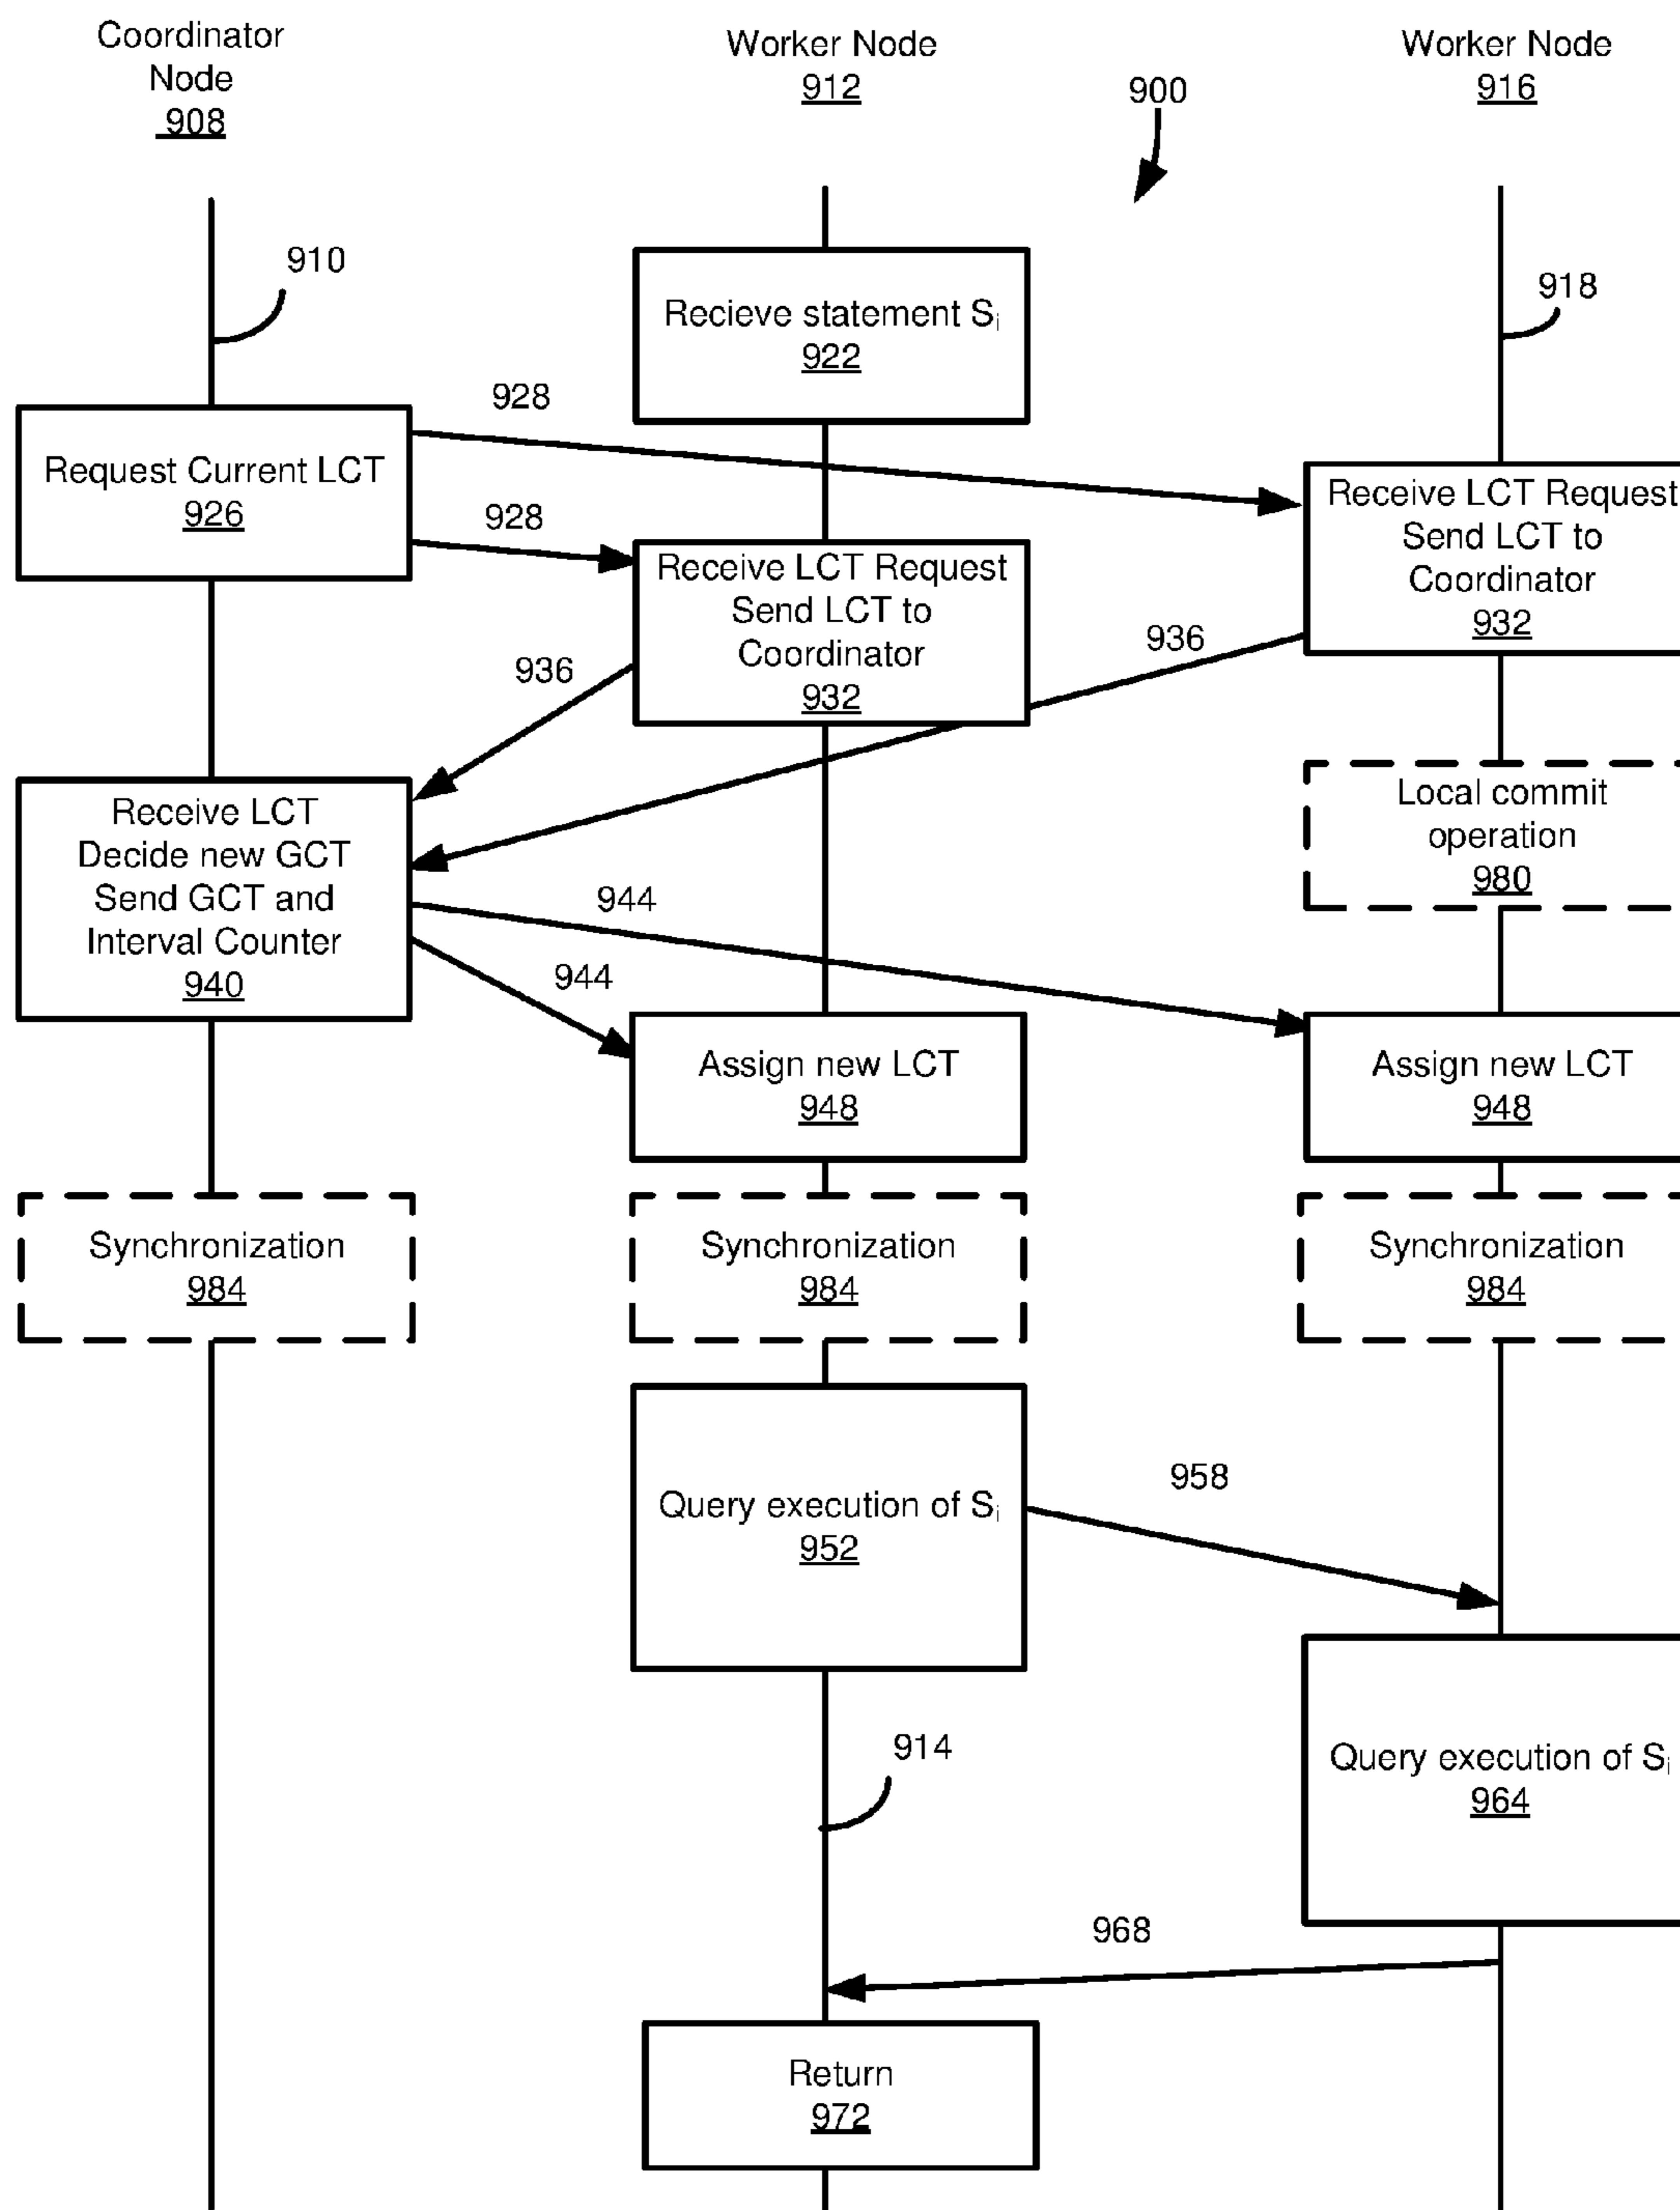 Coordinator
Node
908
Worker Node
912
900
Worker Node
916
910
918
Recieve statement Si
922
928
Request Current LCT
926
928
Receive LCT Request
Send LCT to
Coordinator
932
Receive LCT Request
Send LCT to
Coordinator
932
936
936
Local commit
operation
980
Receive LCT
Decide new GCT
Send GCT and
Interval Counter
940
944
944
Assign new LCT
948
Assign new LCT
948
Synchronization
984
Synchronization
984
Synchronization
984
Query execution of Si
952
958
914
Query execution of Si
964
968
Return
972